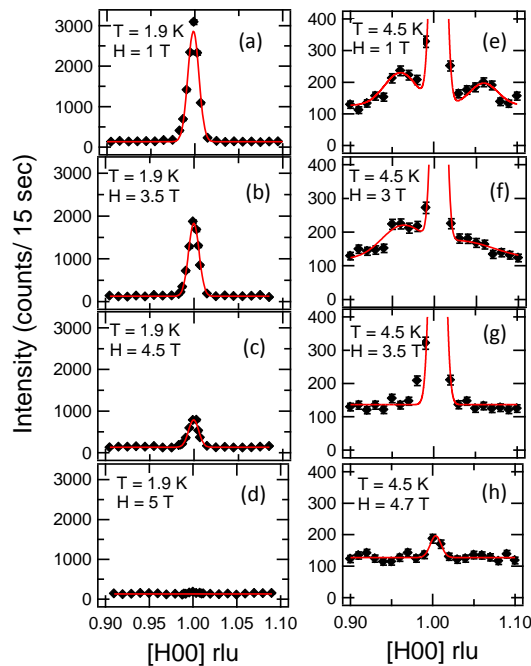 Intensity (counts/ 15 sec)
3000
2000
1000
0
T = 1.9 K
H = 1 T
(a)
3000
2000
1000
0
T = 1.9 K
H = 3.5 T
(b)
3000
2000
1000
0
T = 1.9 K
H = 4.5 T
(c)
3000
2000
1000
0
T = 1.9 K
H = 5 T
(d)
0.90 0.95 1.00 1.05 1.10
[H00] rlu
400
300
200
100
0
T = 4.5 K
H = 1 T
(e)
400
300
200
100
0
T = 4.5 K
H = 3 T
(f)
400
300
200
100
0
T = 4.5 K
H = 3.5 T
(g)
400
300
200
100
0
T = 4.5 K
H = 4.7 T
(h)
0.90 1.00 1.10
[H00] rlu